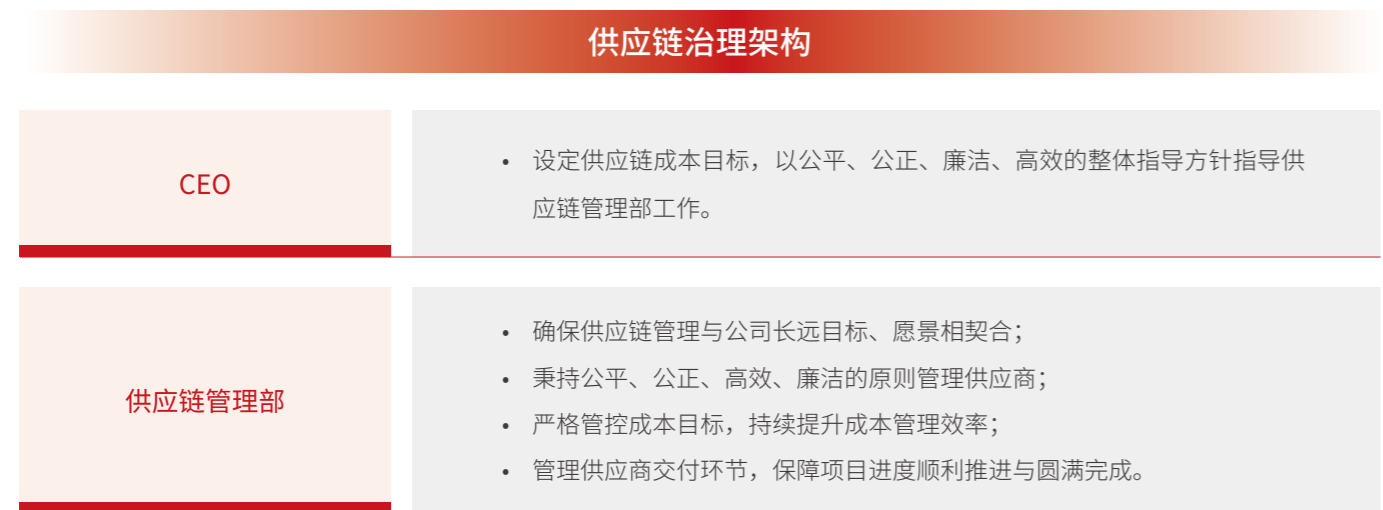 供应链治理架构
CEO
• 设定供应链成本目标，以公平、公正、廉洁、高效的整体指导方针指导供
应链管理部工作。
供应链管理部
• 确保供应链管理与公司长远目标、愿景相契合；
• 秉持公平、公正、高效、廉洁的原则管理供应商；
• 严格管控成本目标，持续提升成本管理效率；
• 管理供应商交付环节，保障项目进度顺利推进与圆满完成。